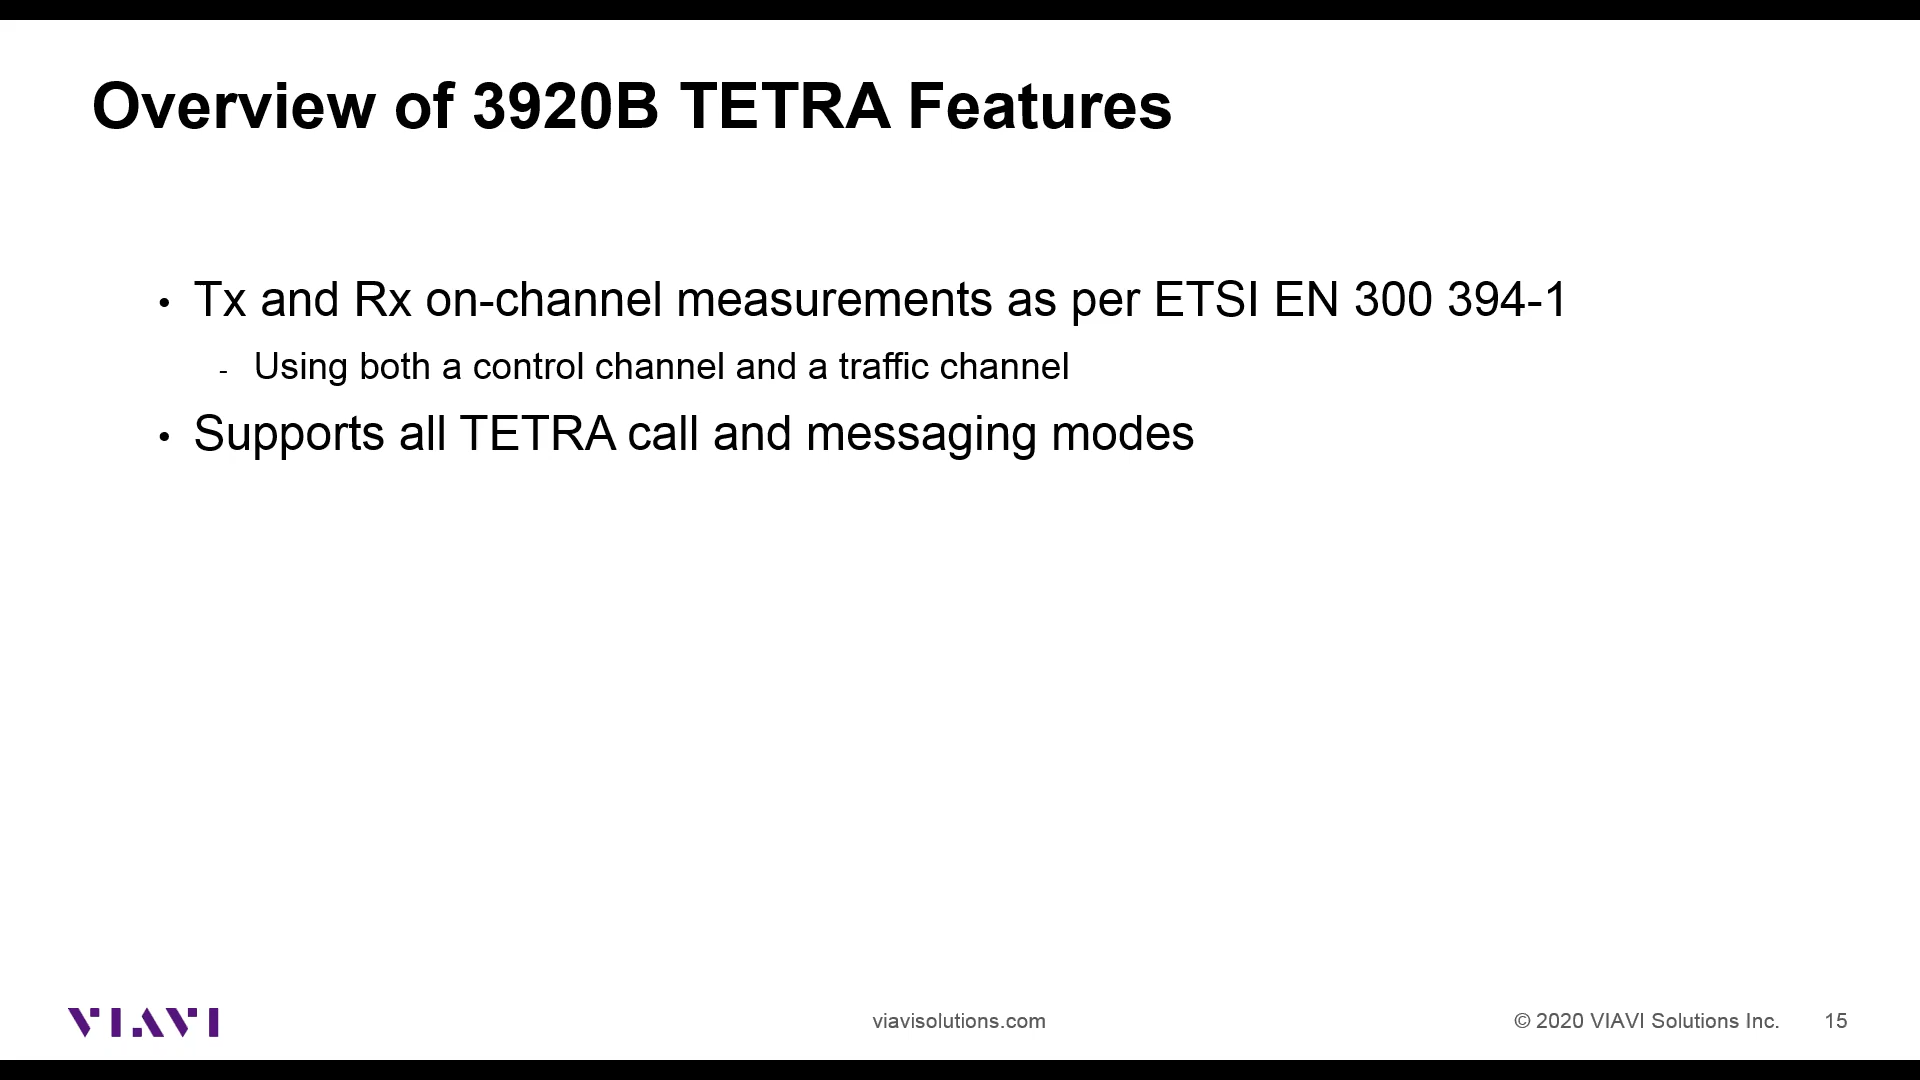 Overview of 3920B TETRA Features
• Tx and Rx on-channel measurements as per ETSI EN 300 394-1
- Using both a control channel and a traffic channel
• Supports all TETRA call and messaging modes
VIAVI
viavisolutions.com
© 2020 VIAVI Solutions Inc.
15